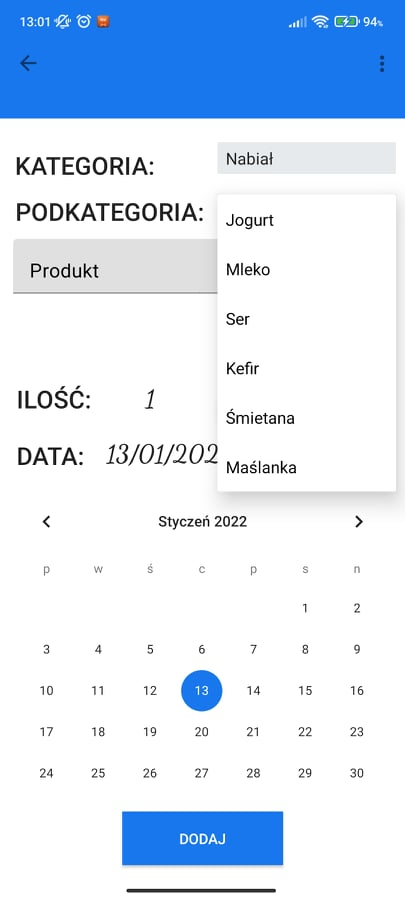 13:01 94%
KATEGORIA: Nabiał
PODKATEGORIA:
Jogurt
Mleko
Ser
Kefir
Śmietana
Maślanka
Produkt
ILOŚĆ: 1
DATA: 13/01/202
Styczeń 2022
p w ś c p s n
1 2
3 4 5 6 7 8 9
10 11 12 13 14 15 16
17 18 19 20 21 22 23
24 25 26 27 28 29 30
DODAJ